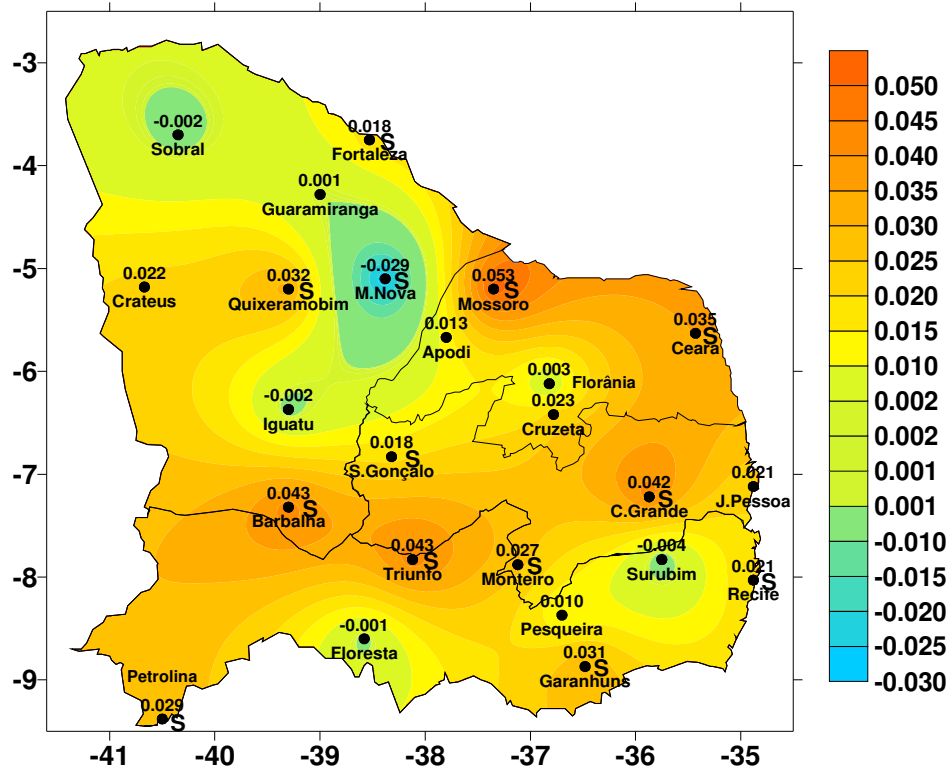 -3
-4
-5
-6
-7
-8
-9
-41
-40
-39
-38
-37
-36
-35
-0.002
Sobral
0.018
S
Fortaleza
0.001
Guaramiranga
0.022
Crateus
0.032
S
Quixeramobim
-0.029
S
M.Nova
0.053
S
Mossoro
0.013
Apodi
0.035
S
Ceara
0.003
Florânia
0.023
Cruzeta
-0.002
Iguatu
0.018
S
S.Gonçalo
0.043
S
Barbalha
0.043
S
Triunfo
0.027
S
Monteiro
0.042
S
C.Grande
0.021
J.Pessoa
-0.004
Surubim
0.021
S
Recife
0.010
Pesqueira
-0.001
Floresta
0.031
S
Garanhuns
Petrolina
0.029
S
0.050
0.045
0.040
0.035
0.030
0.020
0.015
0.010
0.002
0.002
0.001
0.001
-0.010
-0.015
-0.020
-0.025
-0.030